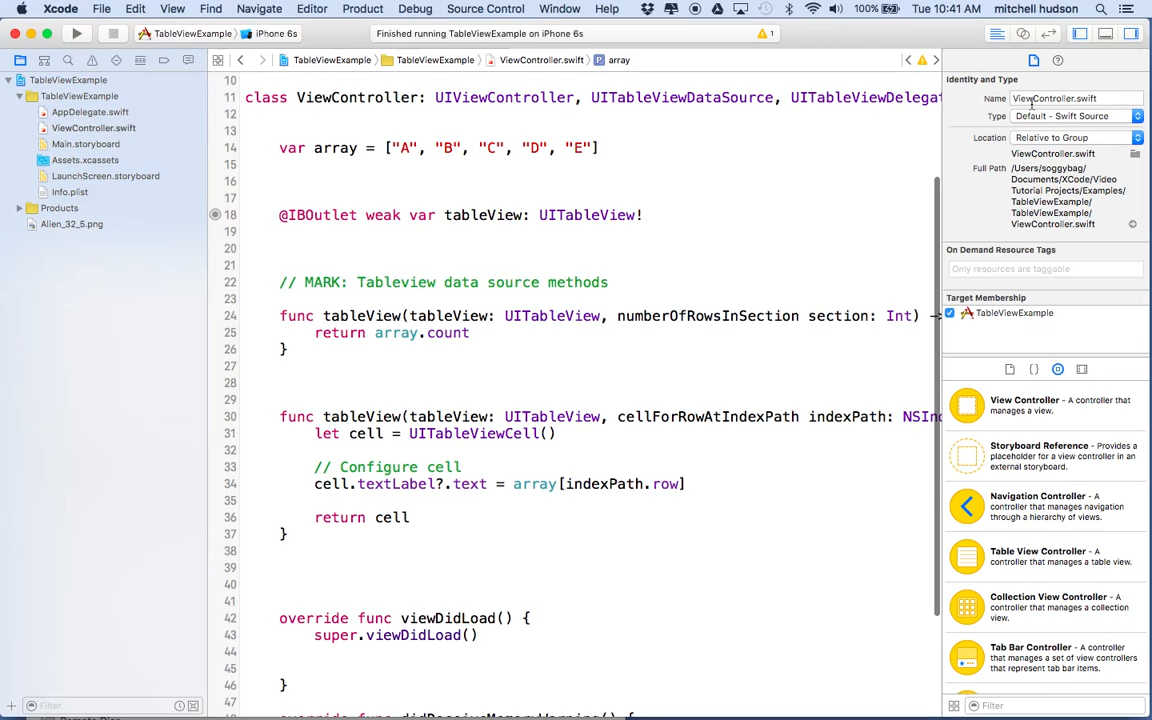 Xcode File Edit View Find Navigate Editor Product Debug Source Control Window Help 100% Tue 10:41 AM mitchell hudson
TableViewExample iPhone 6s Finished running TableViewExample on iPhone 6s 1
TableViewExample TableViewExample ViewController.swift array
TableViewExample
TableViewExample
AppDelegate.swift
ViewController.swift
Main.storyboard
Assets.xcassets
LaunchScreen.storyboard
Info.plist
Products
Alien_32_5.png
Filter
10
11 class ViewController: UIViewController, UITableViewDataSource, UITableViewDelegat
12
13
14 var array = ["A", "B", "C", "D", "E"]
15
16
17
18 @IBOutlet weak var tableView: UITableView!
19
20
21
22 // MARK: Tableview data source methods
23
24 func tableView(tableView: UITableView, numberOfRowsInSection section: Int) -
25 return array.count
26 }
27
28
29
30 func tableView(tableView: UITableView, cellForRowAtIndexPath indexPath: NSInd
31 let cell = UITableViewCell()
32
33 // Configure cell
34 cell.textLabel?.text = array[indexPath.row]
35
36 return cell
37 }
38
39
40
41
42 override func viewDidLoad() {
43 super.viewDidLoad()
44
45
46 }
47
override func didReceiveMemoryWarning() {
Identity and Type
Name ViewController.swift
Type Default - Swift Source
Location Relative to Group
ViewController.swift
Full Path /Users/soggybag/
Documents/XCode/Video
Tutorial Projects/Examples/
TableViewExample/
TableViewExample/
ViewController.swift
On Demand Resource Tags
Only resources are taggable
Target Membership
TableViewExample
{ }
View Controller - A controller that
manages a view.
Storyboard Reference - Provides a
placeholder for a view controller in an
external storyboard.
Navigation Controller - A
controller that manages navigation
through a hierarchy of views.
Table View Controller - A
controller that manages a table view.
Collection View Controller - A
controller that manages a collection
view.
Tab Bar Controller - A controller
that manages a set of view controllers
that represent tab bar items.
Filter